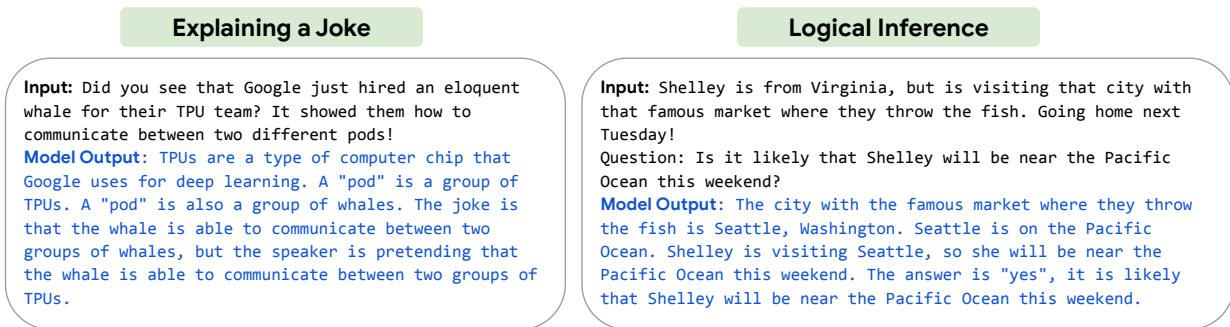 Explaining a Joke
Input: Did you see that Google just hired an eloquent
whale for their TPU team? It showed them how to
communicate between two different pods!
Model Output: TPUs are a type of computer chip that
Google uses for deep learning. A "pod" is a group of
TPUs. A "pod" is also a group of whales. The joke is
that the whale is able to communicate between two
groups of whales, but the speaker is pretending that
the whale is able to communicate between two groups of
TPUs.
Logical Inference
Input: Shelley is from Virginia, but is visiting that city with
that famous market where they throw the fish. Going home next
Tuesday!
Question: Is it likely that Shelley will be near the Pacific
Ocean this weekend?
Model Output: The city with the famous market where they throw
the fish is Seattle, Washington. Seattle is on the Pacific
Ocean. Shelley is visiting Seattle, so she will be near the
Pacific Ocean this weekend. The answer is "yes", it is likely
that Shelley will be near the Pacific Ocean this weekend.